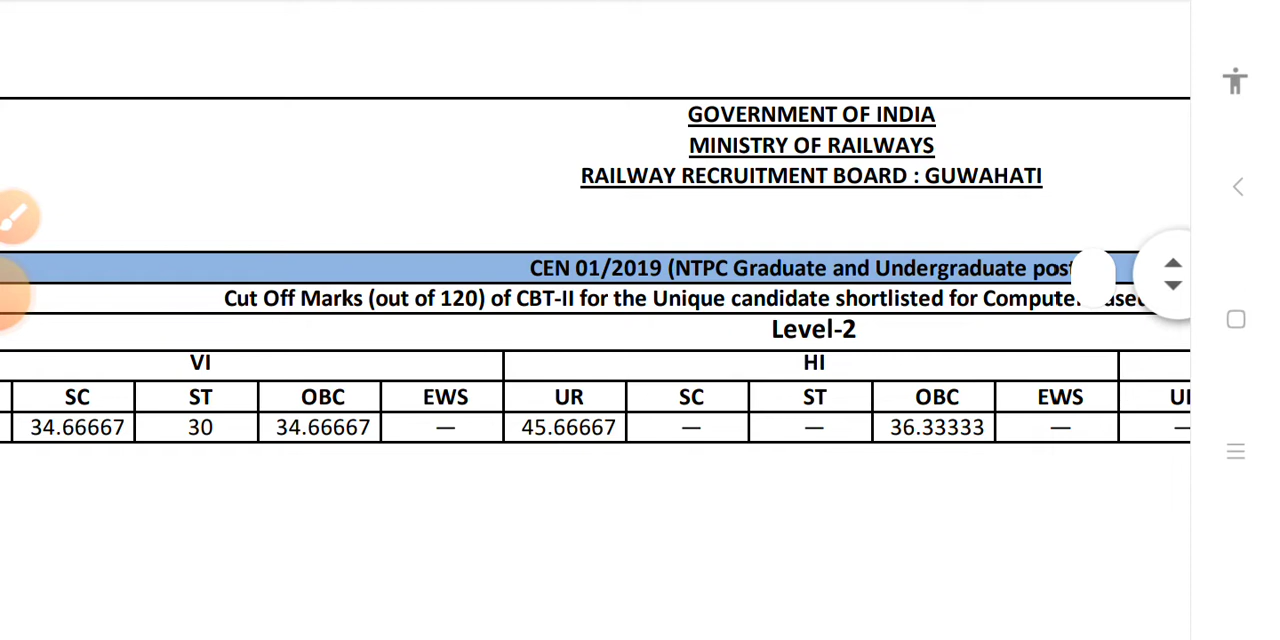 GOVERNMENT OF INDIA
MINISTRY OF RAILWAYS
RAILWAY RECRUITMENT BOARD : GUWAHATI
CEN 01/2019 (NTPC Graduate and Undergraduate
Cut Off Marks (out of 120) of CBT-II for the Unique candidate shortlisted for
Level-2
VI HI
SC ST OBC EWS UR SC ST OBC EWS
34.66667 30 34.66667 — 45.66667 — — 36.33333 — —